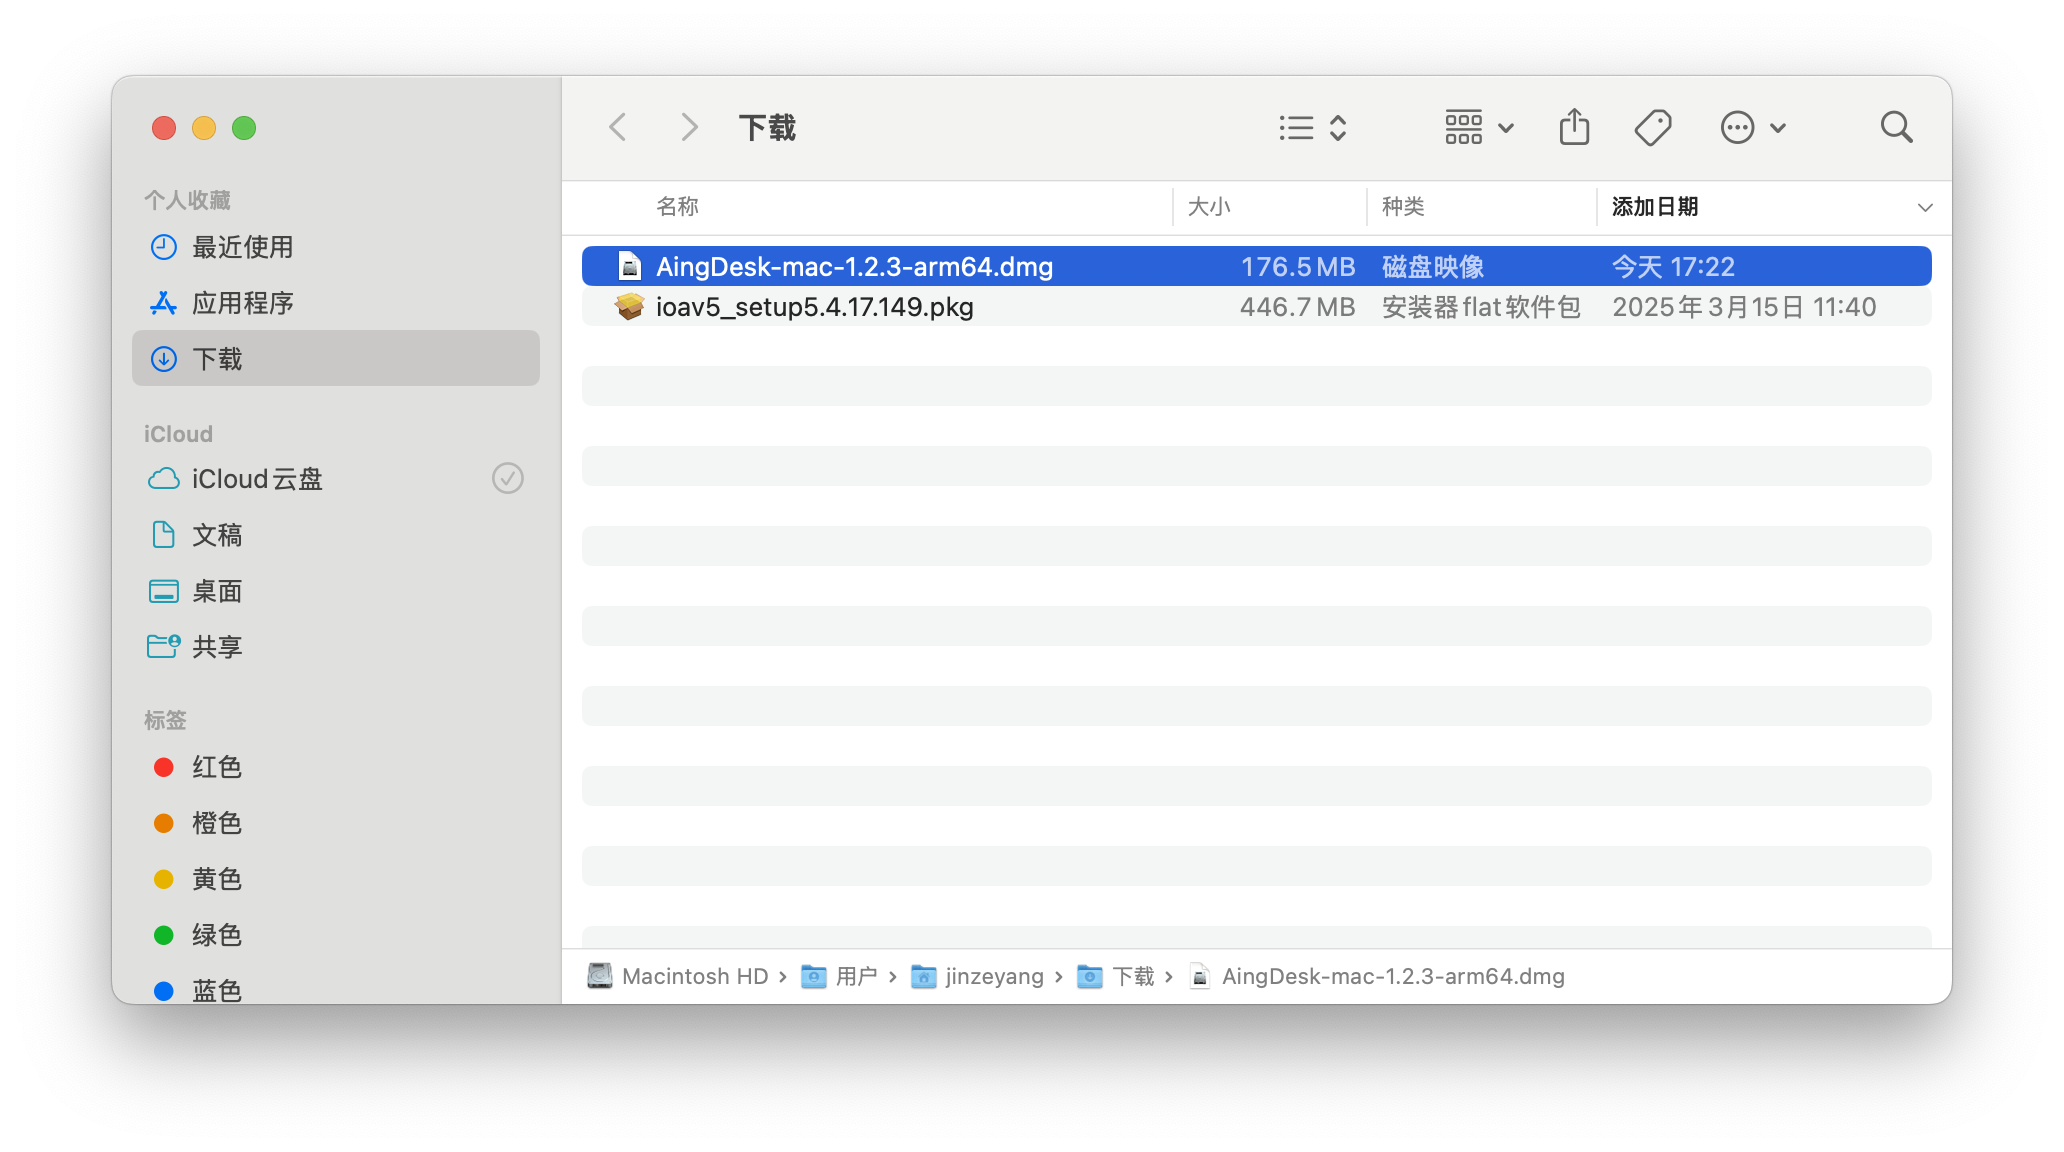 下载
个人收藏
最近使用
应用程序
下载
iCloud
iCloud云盘
文稿
桌面
共享
标签
红色
橙色
黄色
绿色
蓝色
名称 大小 种类 添加日期
AingDesk-mac-1.2.3-arm64.dmg 176.5 MB 磁盘映像 今天 17:22
ioav5_setup5.4.17.149.pkg 446.7 MB 安装器flat软件包 2025年3月15日 11:40
Macintosh HD › 用户 › jinzeyang › 下载 › AingDesk-mac-1.2.3-arm64.dmg